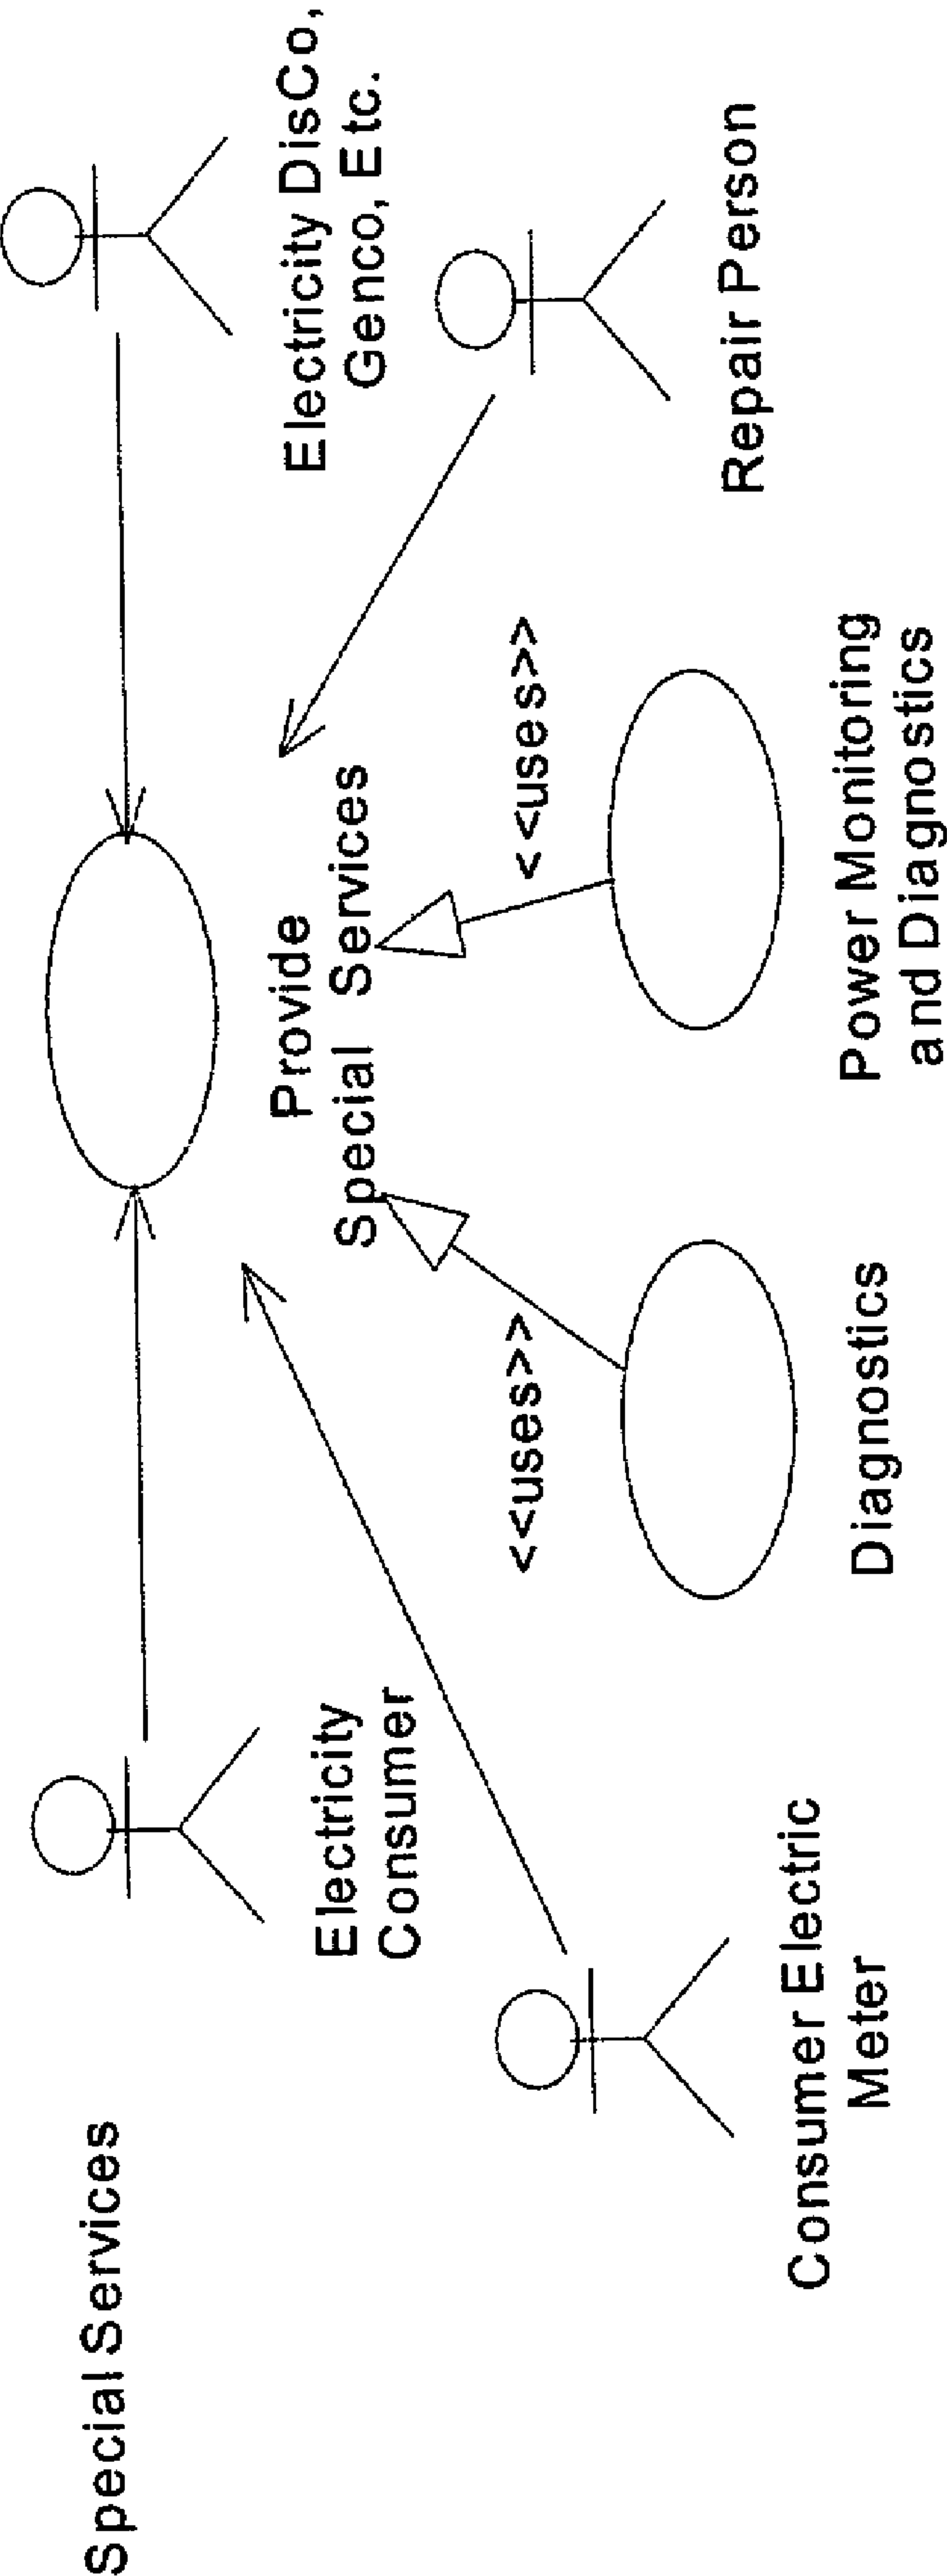 Special Services
Electricity
Consumer
Provide
Special Services
Electricity DisCo,
Genco, Etc.
<<uses>>
<<uses>>
Consumer Electric
Meter
Diagnostics
Power Monitoring
and Diagnostics
Repair Person